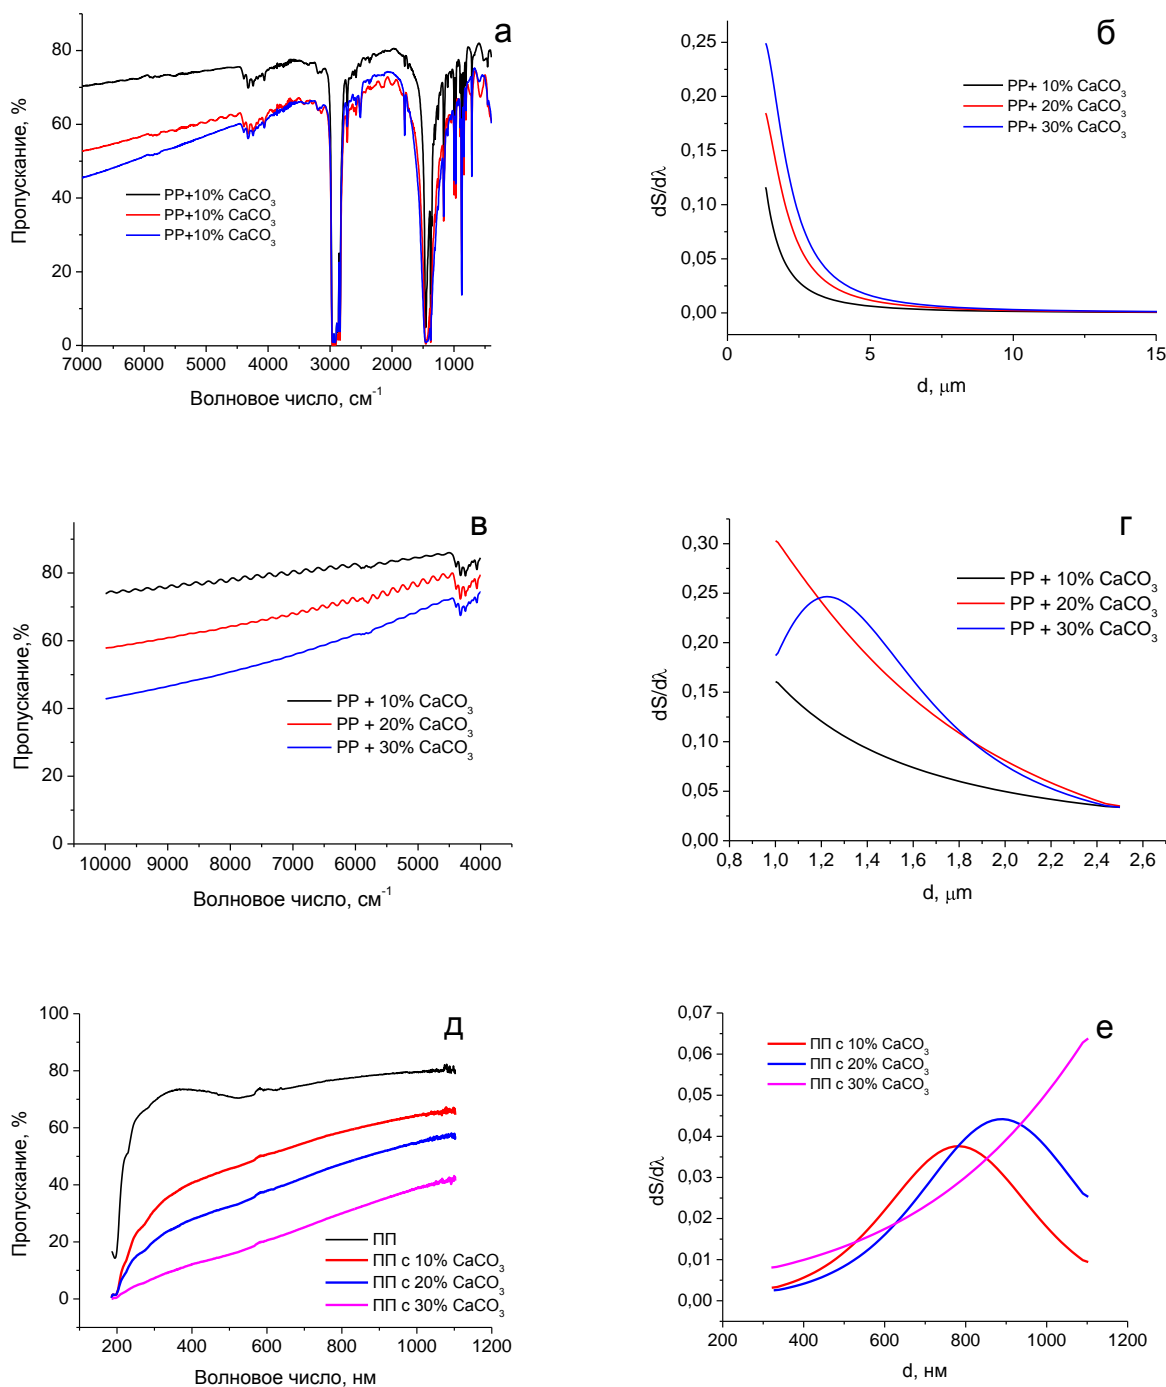 а
80
60
40
20
0
Пропускание, %
PP+10% CaCO₃
PP+10% CaCO₃
PP+10% CaCO₃
7000 6000 5000 4000 3000 2000 1000
Волновое число, см⁻¹
б
0,25
0,20
0,15
0,10
0,05
0,00
dS/dλ
PP+ 10% CaCO₃
PP+ 20% CaCO₃
PP+ 30% CaCO₃
0 5 10 15
d, μm
в
80
60
40
20
0
Пропускание,%
PP + 10% CaCO₃
PP + 20% CaCO₃
PP + 30% CaCO₃
10000 9000 8000 7000 6000 5000 4000
Волновое число, см⁻¹
г
0,30
0,25
0,20
0,15
0,10
0,05
0,00
dS/dλ
PP + 10% CaCO₃
PP + 20% CaCO₃
PP + 30% CaCO₃
0,8 1,0 1,2 1,4 1,6 1,8 2,0 2,2 2,4 2,6
d, μm
д
100
80
60
40
20
0
Пропускание, %
ПП
ПП с 10% CaCO₃
ПП с 20% CaCO₃
ПП с 30% CaCO₃
200 400 600 800 1000 1200
Волновое число, нм
е
0,07
0,06
0,05
0,04
0,03
0,02
0,01
0,00
dS/dλ
ПП с 10% CaCO₃
ПП с 20% CaCO₃
ПП с 30% CaCO₃
200 400 600 800 1000 1200
d, нм